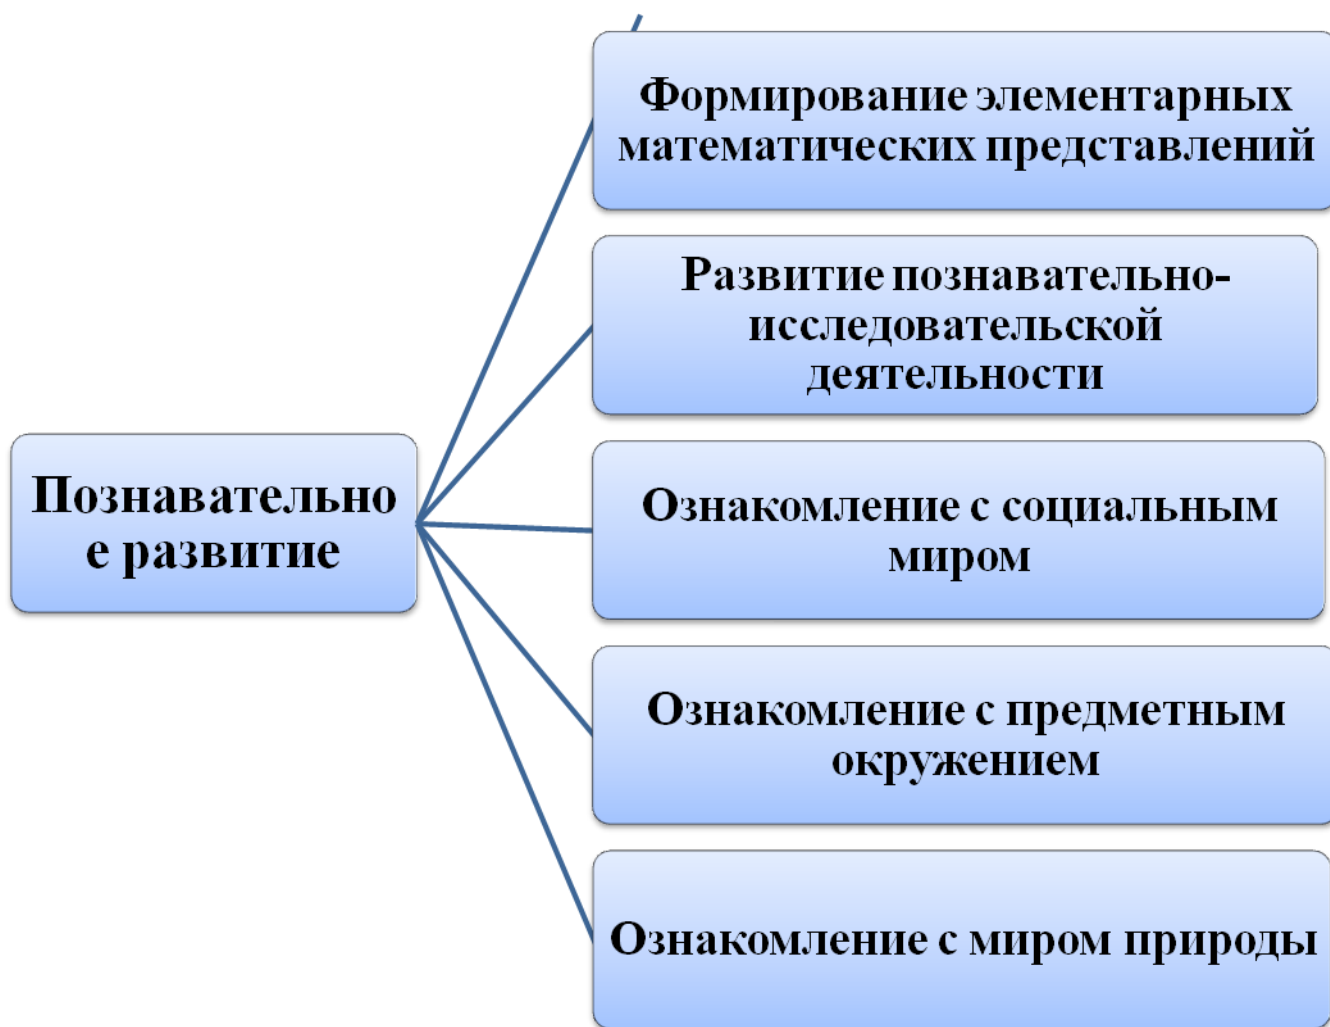 Формирование элементарных
математических представлений
Развитие познавательно-
исследовательской
деятельности
Познавательно
е развитие
Ознакомление с социальным
миром
Ознакомление с предметным
окружением
Ознакомление с миром природы